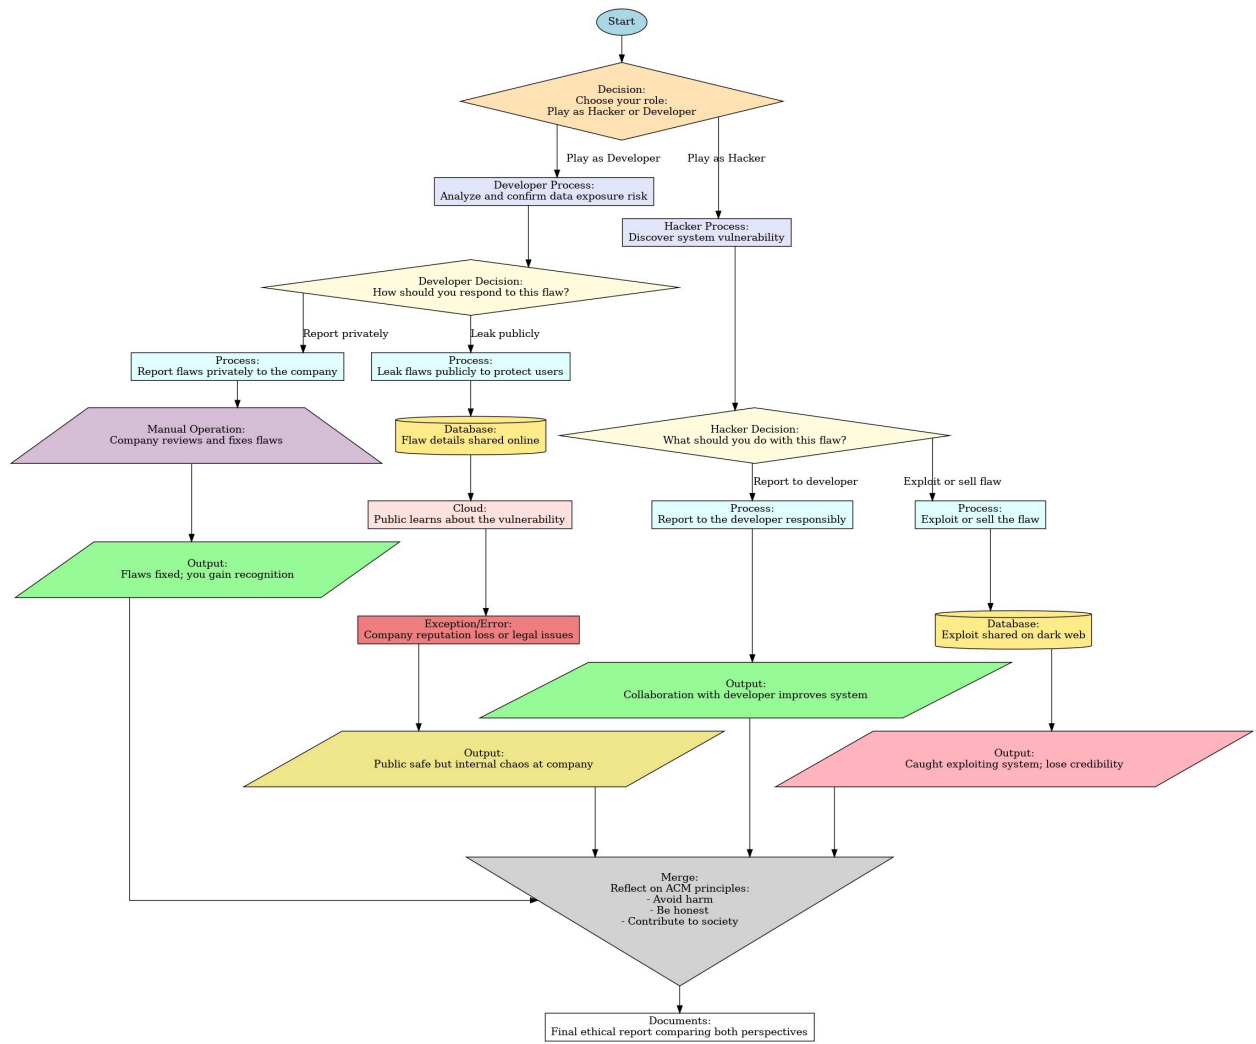 Start
Decision:
Choose your role:
Play as Hacker or Developer
Play as Developer
Play as Hacker
Developer Process:
Analyze and confirm data exposure risk
Hacker Process:
Discover system vulnerability
Developer Decision:
How should you respond to this flaw?
Report privately
Leak publicly
Process:
Report flaws privately to the company
Process:
Leak flaws publicly to protect users
Manual Operation:
Company reviews and fixes flaws
Database:
Flaw details shared online
Hacker Decision:
What should you do with this flaw?
Report to developer
Exploit or sell flaw
Cloud:
Public learns about the vulnerability
Process:
Report to the developer responsibly
Process:
Exploit or sell the flaw
Output:
Flaws fixed; you gain recognition
Exception/Error:
Company reputation loss or legal issues
Database:
Exploit shared on dark web
Output:
Collaboration with developer improves system
Output:
Public safe but internal chaos at company
Output:
Caught exploiting system; lose credibility
Merge:
Reflect on ACM principles:
- Avoid harm
- Be honest
- Contribute to society
Documents:
Final ethical report comparing both perspectives